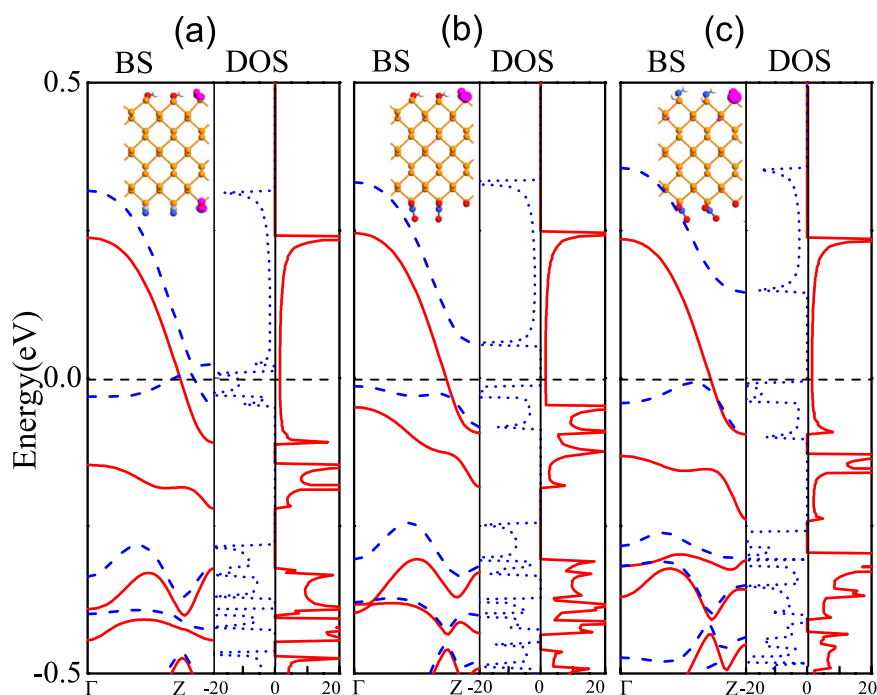 (a) (b) (c)
BS DOS BS DOS BS DOS
0.5
0.0
-0.5
Energy(eV)
Γ Z -20 0 20 Γ Z -20 0 20 Γ Z -20 0 20